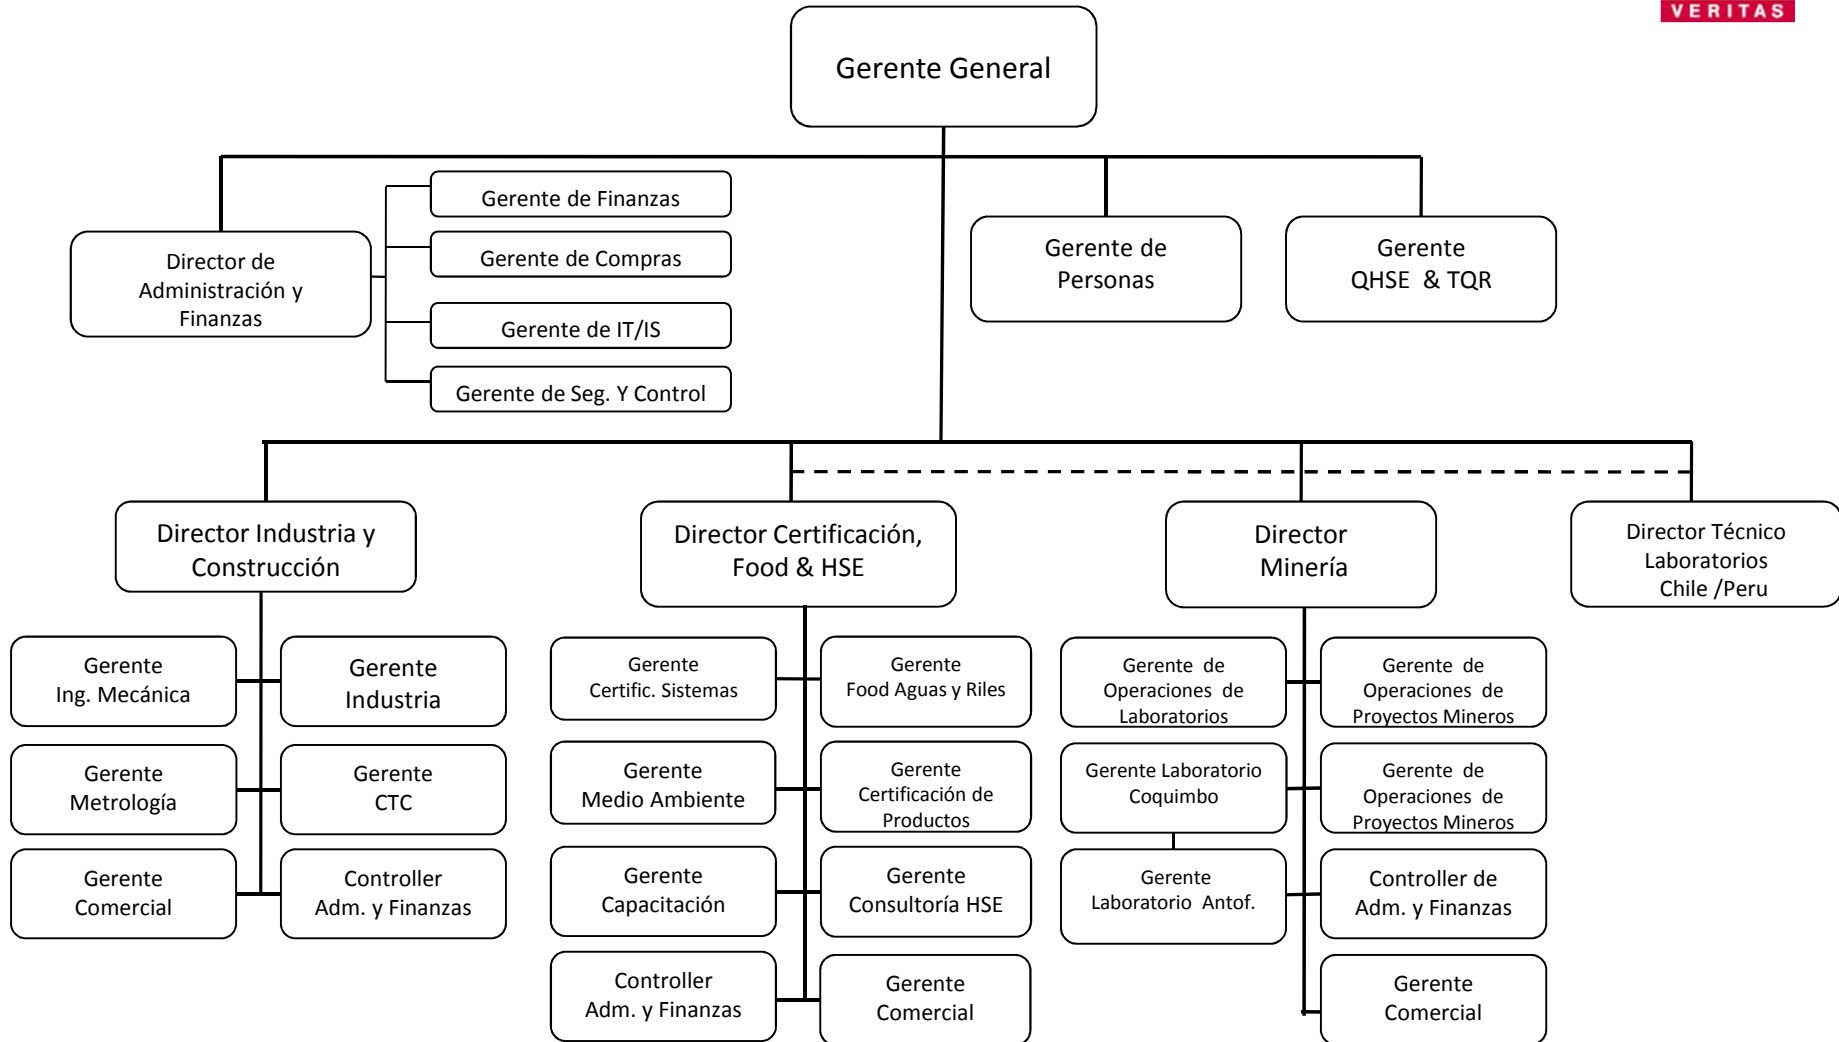 VERITAS
Gerente General
Gerente de Finanzas
Gerente de Compras
Gerente de IT/IS
Gerente de Seg. Y Control
Director de
Administración y
Finanzas
Gerente de
Personas
Gerente
QHSE & TQR
Director Industria y
Construcción
Director Certificación,
Food & HSE
Director
Minería
Director Técnico
Laboratorios
Chile /Peru
Gerente
Ing. Mecánica
Gerente
Industria
Gerente
Metrología
Gerente
CTC
Gerente
Comercial
Controller
Adm. y Finanzas
Gerente
Certific. Sistemas
Gerente
Food Aguas y Riles
Gerente
Medio Ambiente
Gerente
Certificación de
Productos
Gerente
Capacitación
Gerente
Consultoría HSE
Controller
Adm. y Finanzas
Gerente
Comercial
Gerente de
Operaciones de
Laboratorios
Gerente de
Operaciones de
Proyectos Mineros
Gerente Laboratorio
Coquimbo
Gerente de
Operaciones de
Proyectos Mineros
Gerente
Laboratorio Antof.
Controller de
Adm. y Finanzas
Gerente
Comercial